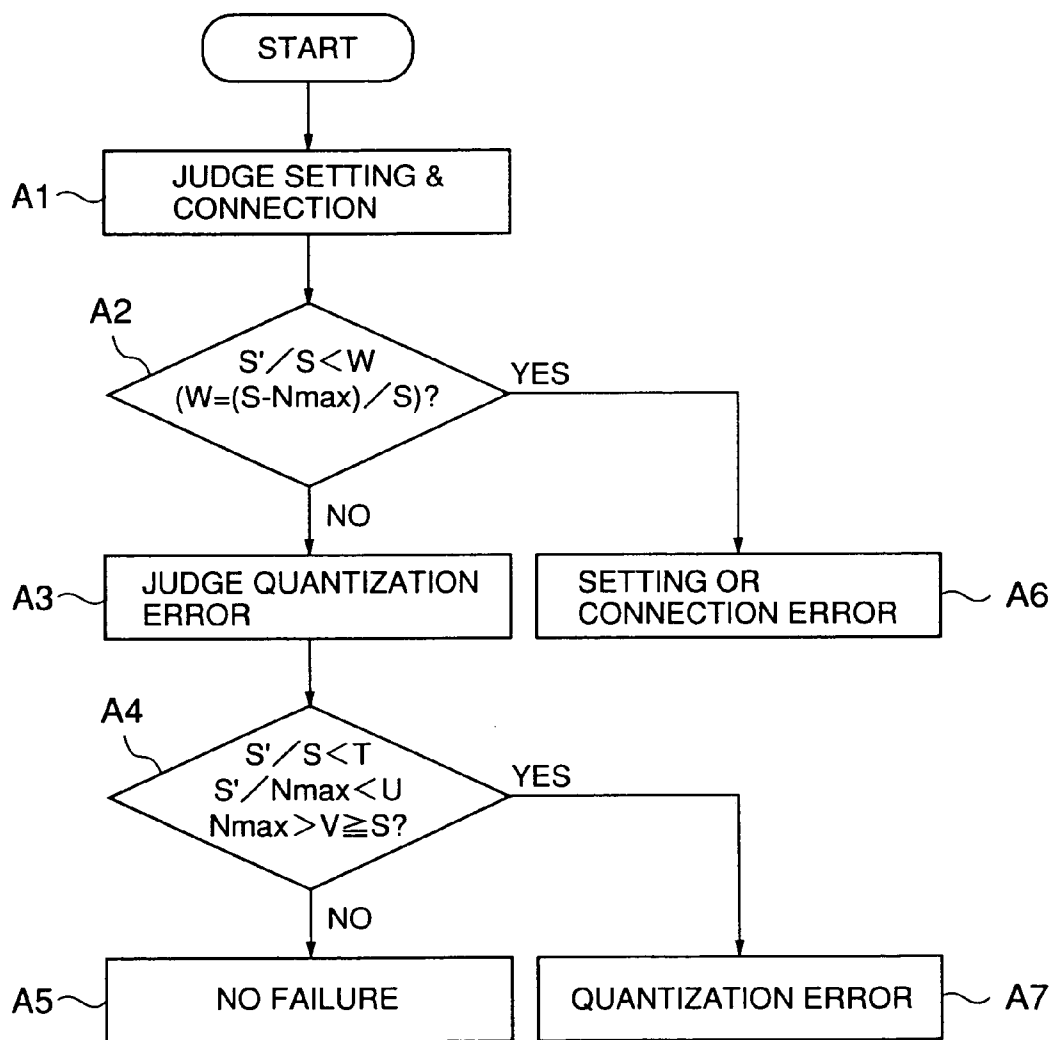 START
A1
JUDGE SETTING &
CONNECTION
A2
S'/S<W
(W=(S-Nmax)/S)?
YES
NO
A3
JUDGE QUANTIZATION
ERROR
SETTING OR
CONNECTION ERROR
A6
A4
S'/S<T
S'/Nmax<U
Nmax>V≧S?
YES
NO
A5
NO FAILURE
QUANTIZATION ERROR
A7